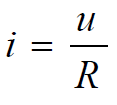 i = u / R